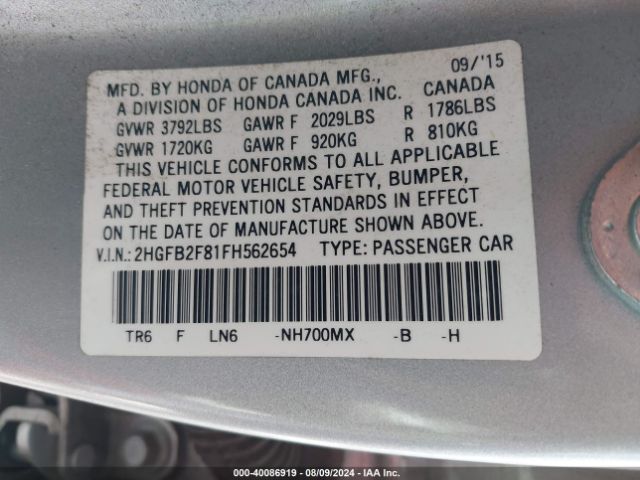 09/'15
MFD. BY HONDA OF CANADA MFG., CANADA
A DIVISION OF HONDA CANADA INC.
GVWR 3792LBS GAWR F 2029LBS R 1786LBS
GVWR 1720KG GAWR F 920KG R 810KG
THIS VEHICLE CONFORMS TO ALL APPLICABLE
FEDERAL MOTOR VEHICLE SAFETY, BUMPER,
AND THEFT PREVENTION STANDARDS IN EFFECT
ON THE DATE OF MANUFACTURE SHOWN ABOVE.
V.I.N.: 2HGFB2F81FH562654 TYPE: PASSENGER CAR
TR6 F LN6 -NH700MX -B -H
000-40086919 - 08/09/2024 - IAA Inc.